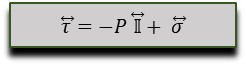 τ⃡ = −P 𝕀⃡ + σ⃡